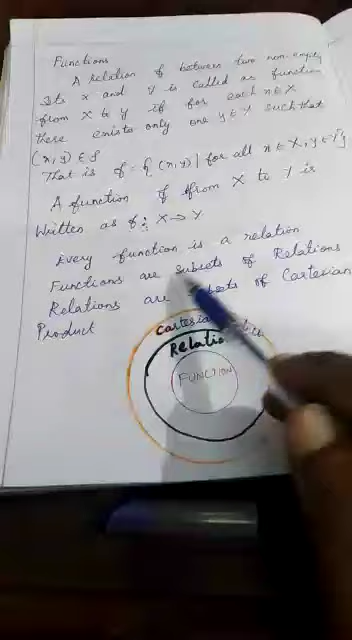 Functions
A relation f between two non-empty
sets X and Y is called as function
from X to Y if for each x ∈ X
there exists only one y ∈ Y such that
(x, y) ∈ f
That is f = { (x, y) | for all x ∈ X, y ∈ Y }
A function f from X to Y is
Written as f : X → Y
Every function is a relation
Functions are subsets of Relations
Relations are of Cartesian
Product
Relation
FUNCTION